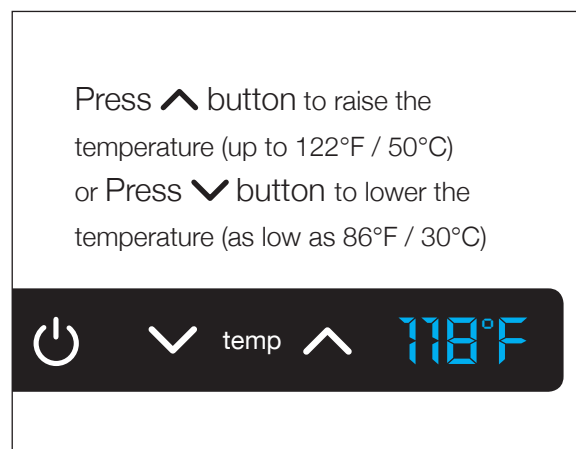 Press ∧ button to raise the
temperature (up to 122°F / 50°C)
or Press ∨ button to lower the
temperature (as low as 86°F / 30°C)
temp 118°F